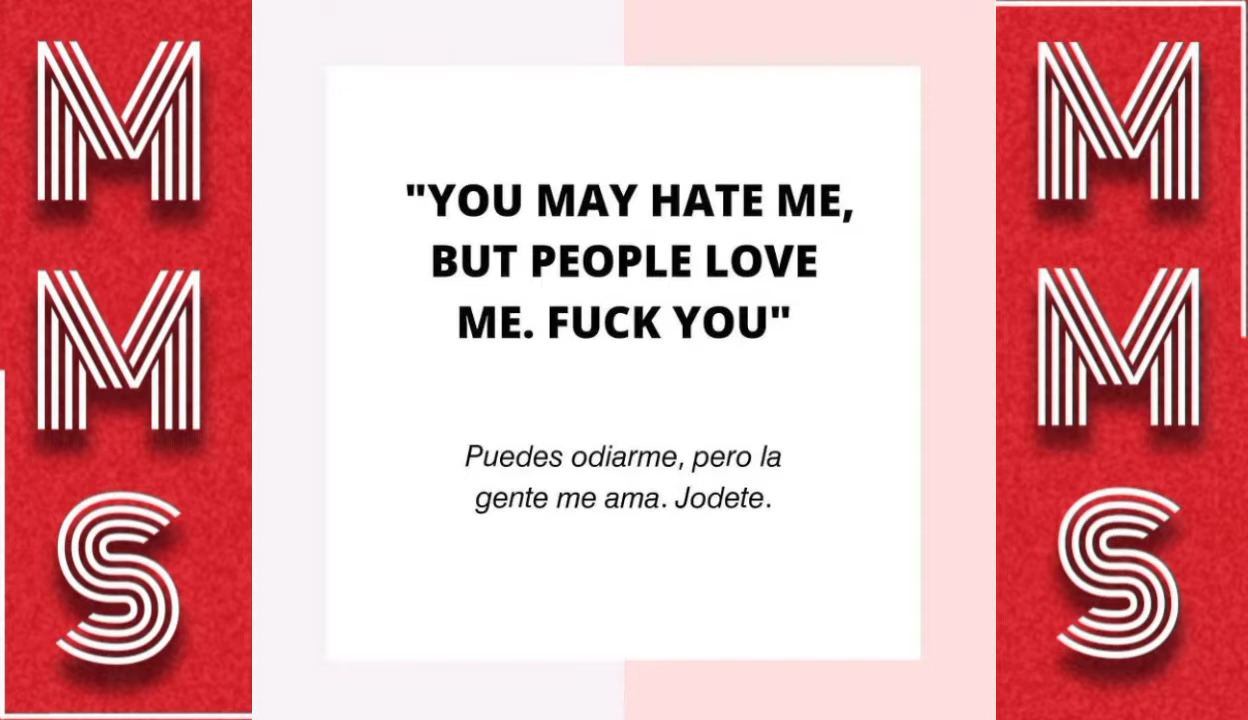 M
M
S
"YOU MAY HATE ME,
BUT PEOPLE LOVE
ME. FUCK YOU"
Puedes odiarme, pero la
gente me ama. Jodete.
M
M
S